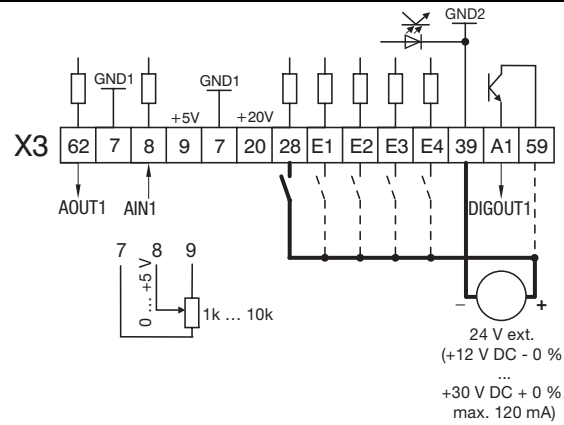 GND2
GND1
GND1
+5V
+20V
X3 62 7 8 9 7 20 28 E1 E2 E3 E4 39 A1 59
AOUT1 AIN1 DIGOUT1
7 8 9
0 ... +5 V
1k ... 10k
– +
24 V ext.
(+12 V DC - 0 %
...
+30 V DC + 0 %,
max. 120 mA)